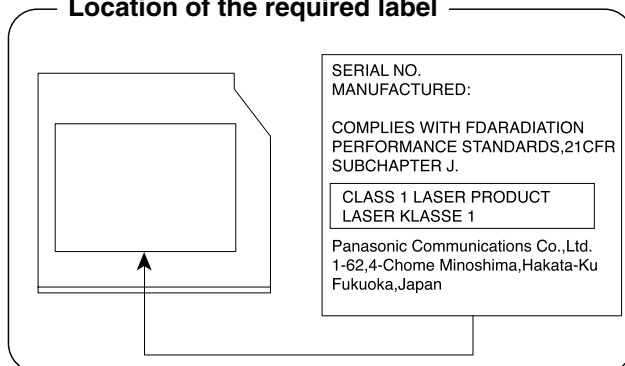 Location of the required label
SERIAL NO.
MANUFACTURED:
COMPLIES WITH FDARADIATION
PERFORMANCE STANDARDS,21CFR
SUBCHAPTER J.
CLASS 1 LASER PRODUCT
LASER KLASSE 1
Panasonic Communications Co.,Ltd.
1-62,4-Chome Minoshima,Hakata-Ku
Fukuoka,Japan